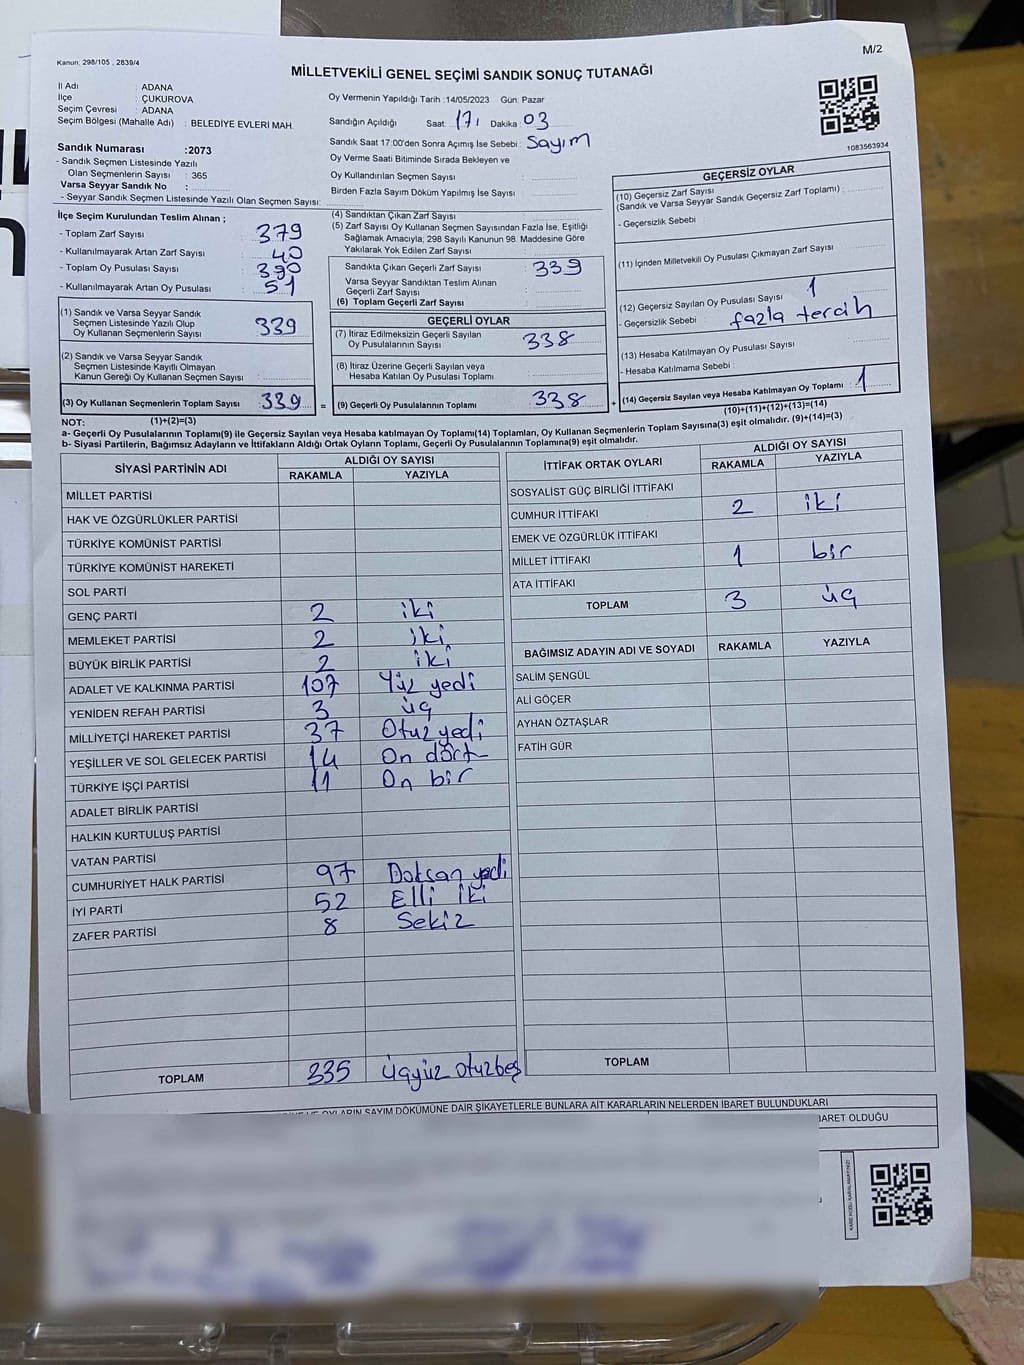 M/2
Kanun, 298/105 , 2839/4
MİLLETVEKİLİ GENEL SEÇİMİ SANDIK SONUÇ TUTANAĞI
İl Adı : ADANA
İlçe : ÇUKUROVA
Seçim Çevresi : ADANA
Seçim Bölgesi (Mahalle Adı) : BELEDİYE EVLERİ MAH.
Sandık Numarası :2073
- Sandık Seçmen Listesinde Yazılı
Olan Seçmenlerin Sayısı : 365
Varsa Seyyar Sandık No :
- Seyyar Sandık Seçmen Listesinde Yazılı Olan Seçmen Sayısı:
Oy Vermenin Yapıldığı Tarih :14/05/2023 Gün: Pazar
Sandığın Açıldığı Saat: 17 Dakika : 03
Sandık Saat 17:00'den Sonra Açımış İse Sebebi : Sayım
Oy Verme Saati Bitiminde Sırada Bekleyen ve
Oy Kullandırılan Seçmen Sayısı :
Birden Fazla Sayım Döküm Yapılmış İse Sayısı :
1083563934
İlçe Seçim Kurulundan Teslim Alınan ;
- Toplam Zarf Sayısı : 379
- Kullanılmayarak Artan Zarf Sayısı : 40
- Toplam Oy Pusulası Sayısı : 390
- Kullanılmayarak Artan Oy Pusulası : 51
(4) Sandıktan Çıkan Zarf Sayısı :
(5) Zarf Sayısı Oy Kullanan Seçmen Sayısından Fazla İse, Eşitliği
Sağlamak Amacıyla; 298 Sayılı Kanunun 98. Maddesine Göre
Yakılarak Yok Edilen Zarf Sayısı :
Sandıkta Çıkan Geçerli Zarf Sayısı : 339
Varsa Seyyar Sandıktan Teslim Alınan
Geçerli Zarf Sayısı :
(6) Toplam Geçerli Zarf Sayısı :
GEÇERSİZ OYLAR
(10) Geçersiz Zarf Sayısı
(Sandık ve Varsa Seyyar Sandık Geçersiz Zarf Toplamı) :
- Geçersizlik Sebebi :
(11) İçinden Milletvekili Oy Pusulası Çıkmayan Zarf Sayısı :
(12) Geçersiz Sayılan Oy Pusulası Sayısı : 1
- Geçersizlik Sebebi : fazla tercih
(13) Hesaba Katılmayan Oy Pusulası Sayısı :
- Hesaba Katılmama Sebebi :
(14) Geçersiz Sayılan veya Hesaba Katılmayan Oy Toplamı : 1
(10)+(11)+(12)+(13)=(14)
(1) Sandık ve Varsa Seyyar Sandık
Seçmen Listesinde Yazılı Olup
Oy Kullanan Seçmenlerin Sayısı : 339
(2) Sandık ve Varsa Seyyar Sandık
Seçmen Listesinde Kayıtlı Olmayan
Kanun Gereği Oy Kullanan Seçmen Sayısı :
(3) Oy Kullanan Seçmenlerin Toplam Sayısı : 339 =
GEÇERLİ OYLAR
(7) İtiraz Edilmeksizin Geçerli Sayılan
Oy Pusulalarının Sayısı : 338
(8) İtiraz Üzerine Geçerli Sayılan veya
Hesaba Katılan Oy Pusulası Toplamı :
(9) Geçerli Oy Pusulalarının Toplamı : 338 +
NOT: (1)+(2)=(3)
a- Geçerli Oy Pusulalarının Toplamı(9) ile Geçersiz Sayılan veya Hesaba katılmayan Oy Toplamı(14) Toplamları, Oy Kullanan Seçmenlerin Toplam Sayısına(3) eşit olmalıdır. (9)+(14)=(3)
b- Siyasi Partilerin, Bağımsız Adayların ve İttifakların Aldığı Ortak Oyların Toplamı, Geçerli Oy Pusulalarının Toplamına(9) eşit olmalıdır.
SİYASİ PARTİNİN ADI ALDIĞI OY SAYISI
RAKAMLA YAZIYLA
MİLLET PARTİSİ
HAK VE ÖZGÜRLÜKLER PARTİSİ
TÜRKİYE KOMÜNİST PARTİSİ
TÜRKİYE KOMÜNİST HAREKETİ
SOL PARTİ
GENÇ PARTİ 2 iki
MEMLEKET PARTİSİ 2 iki
BÜYÜK BİRLİK PARTİSİ 2 iki
ADALET VE KALKINMA PARTİSİ 107 Yüz yedi
YENİDEN REFAH PARTİSİ 3 üç
MİLLİYETÇİ HAREKET PARTİSİ 37 Otuz yedi
YEŞİLLER VE SOL GELECEK PARTİSİ 14 On dört
TÜRKİYE İŞÇİ PARTİSİ 11 On bir
ADALET BİRLİK PARTİSİ
HALKIN KURTULUŞ PARTİSİ
VATAN PARTİSİ
CUMHURİYET HALK PARTİSİ 97 Doksan yedi
İYİ PARTİ 52 Elli iki
ZAFER PARTİSİ 8 Sekiz
TOPLAM 335 üçyüz otuzbeş
İTTİFAK ORTAK OYLARI ALDIĞI OY SAYISI
RAKAMLA YAZIYLA
SOSYALİST GÜÇ BİRLİĞİ İTTİFAKI
CUMHUR İTTİFAKI 2 iki
EMEK VE ÖZGÜRLÜK İTTİFAKI
MİLLET İTTİFAKI 1 bir
ATA İTTİFAKI
TOPLAM 3 üç
BAĞIMSIZ ADAYIN ADI VE SOYADI RAKAMLA YAZIYLA
SALİM ŞENGÜL
ALİ GÖÇER
AYHAN ÖZTAŞLAR
FATİH GÜR
TOPLAM
OYLARIN SAYIM DÖKÜMÜNE DAİR ŞİKAYETLERLE BUNLARA AİT KARARLARIN NELERDEN İBARET BULUNDUKLARI
BARET OLDUĞU